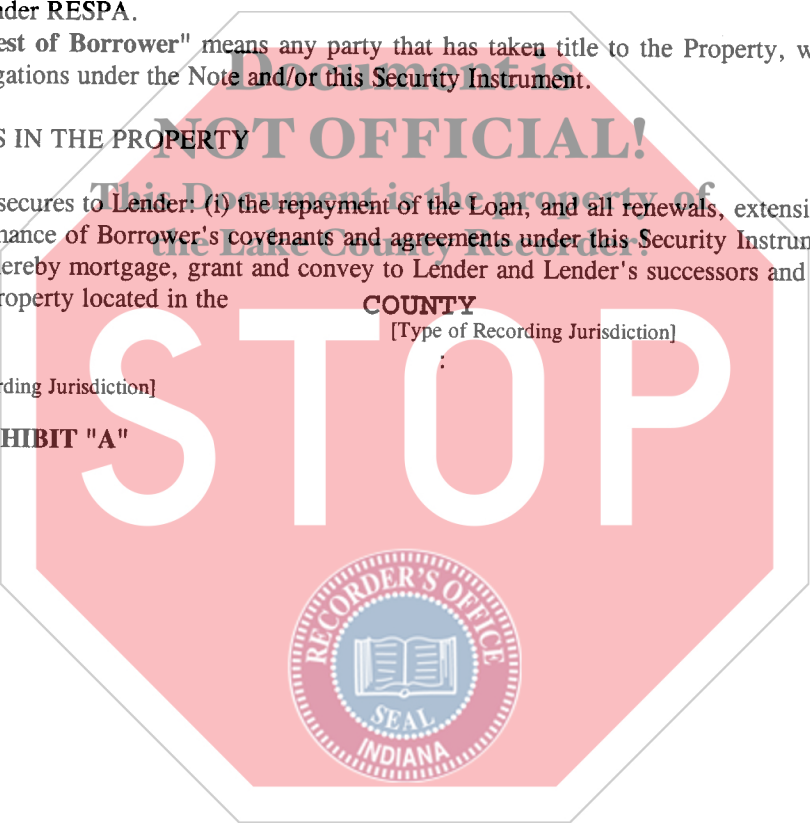 nder RESPA.
est of Borrower" means any party that has taken title to the Property, w
gations under the Note and/or this Security Instrument.
Document is
S IN THE PROPERTY
NOT OFFICIAL!
This Document is the property of
the Lake County Recorder!
secures to Lender: (i) the repayment of the Loan, and all renewals, extensi
nance of Borrower's covenants and agreements under this Security Instrum
ereby mortgage, grant and convey to Lender and Lender's successors and
roperty located in the COUNTY
[Type of Recording Jurisdiction]
:
rding Jurisdiction]
HIBIT "A"
STOP
RECORDER'S OFFICE
SEAL
INDIANA